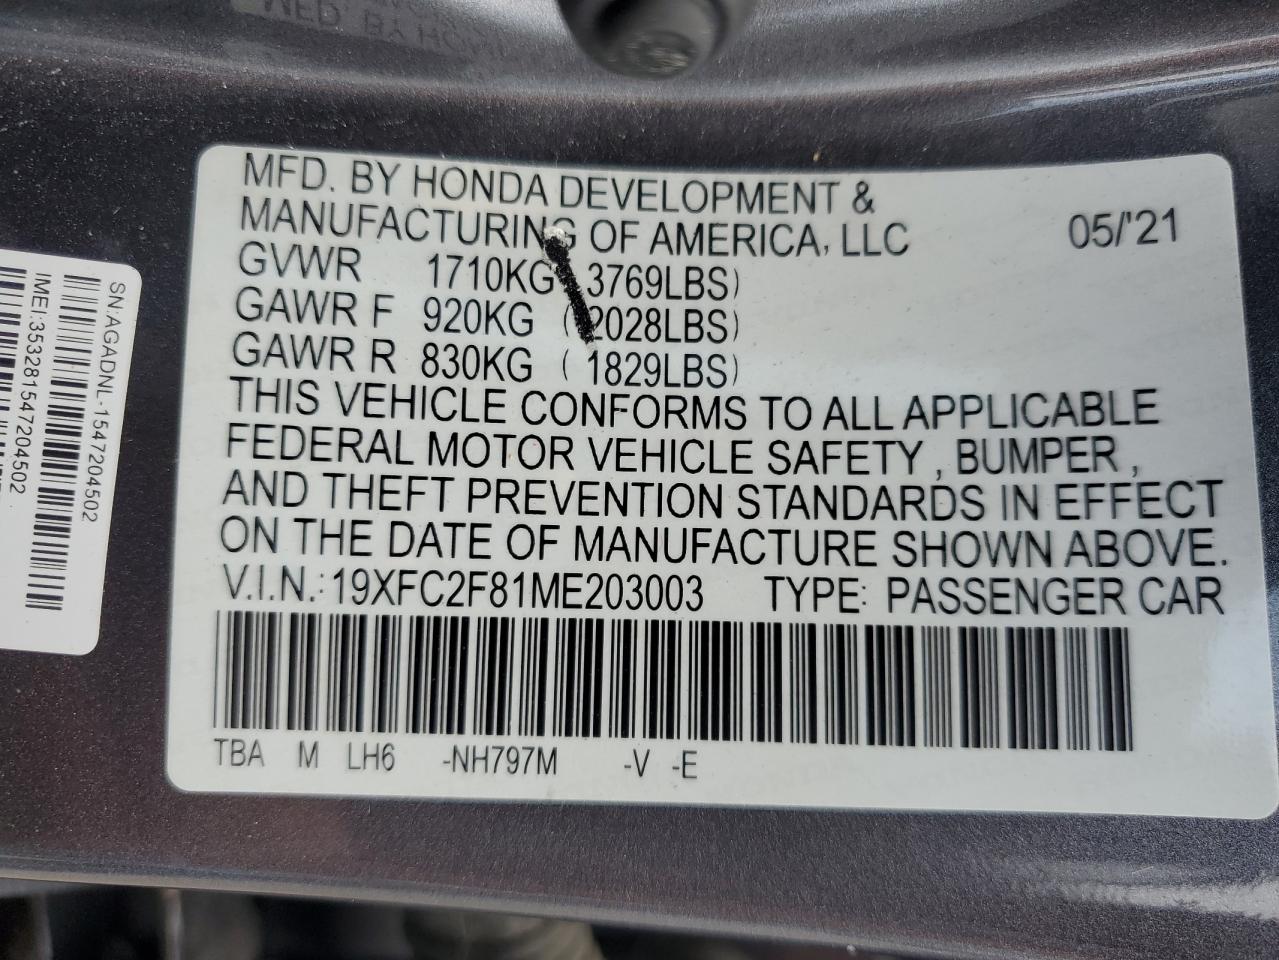 MFD. BY HONDA DEVELOPMENT &
MANUFACTURING OF AMERICA, LLC 05/'21
GVWR 1710KG 3769LBS)
GAWR F 920KG (2028LBS)
GAWR R 830KG (1829LBS)
THIS VEHICLE CONFORMS TO ALL APPLICABLE
FEDERAL MOTOR VEHICLE SAFETY , BUMPER ,
AND THEFT PREVENTION STANDARDS IN EFFECT
ON THE DATE OF MANUFACTURE SHOWN ABOVE.
V.I.N.: 19XFC2F81ME203003 TYPE: PASSENGER CAR
TBA M LH6 -NH797M -V -E
SN:AGADNL-1547204502
IMEI:353281547204502